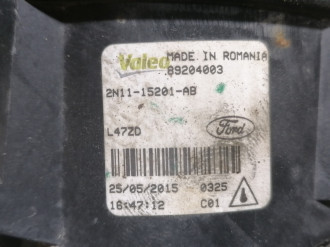 Valeo
MADE IN ROMANIA
89204003
2N11-15201-AB
L47ZD
Ford
25/05/2015 0325
16:47:12 C01